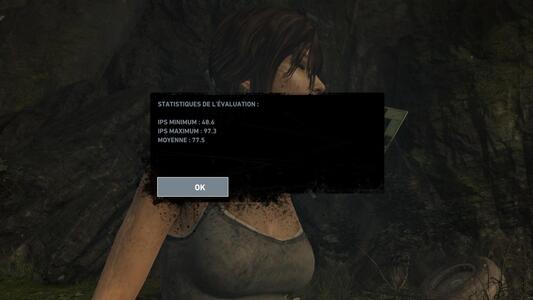 STATISTIQUES DE L'ÉVALUATION :
IPS MINIMUM : 48.6
IPS MAXIMUM : 97.3
MOYENNE : 77.5
OK